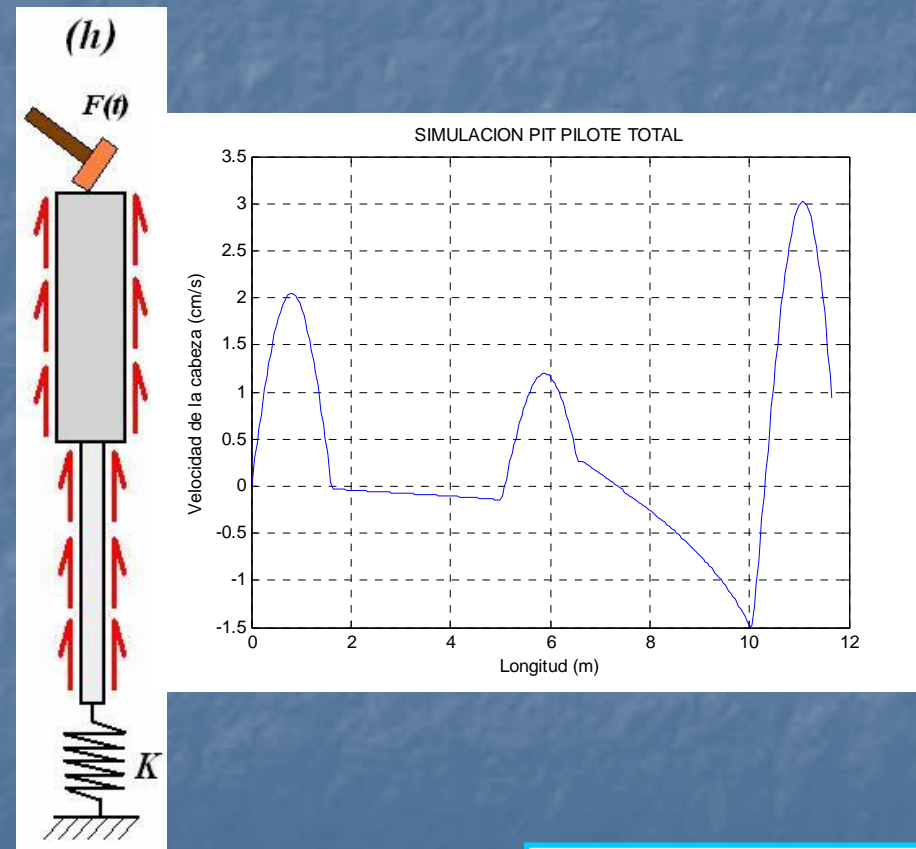 (h)
F(t)
K
SIMULACION PIT PILOTE TOTAL
Velocidad de la cabeza (cm/s)
3.5
3
2.5
2
1.5
1
0.5
0
-0.5
-1
-1.5
0 2 4 6 8 10 12
Longitud (m)